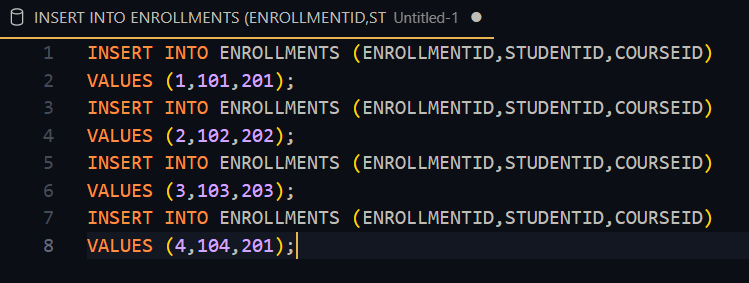 INSERT INTO ENROLLMENTS (ENROLLMENTID,ST Untitled-1
1 INSERT INTO ENROLLMENTS (ENROLLMENTID,STUDENTID,COURSEID)
2 VALUES (1,101,201);
3 INSERT INTO ENROLLMENTS (ENROLLMENTID,STUDENTID,COURSEID)
4 VALUES (2,102,202);
5 INSERT INTO ENROLLMENTS (ENROLLMENTID,STUDENTID,COURSEID)
6 VALUES (3,103,203);
7 INSERT INTO ENROLLMENTS (ENROLLMENTID,STUDENTID,COURSEID)
8 VALUES (4,104,201);